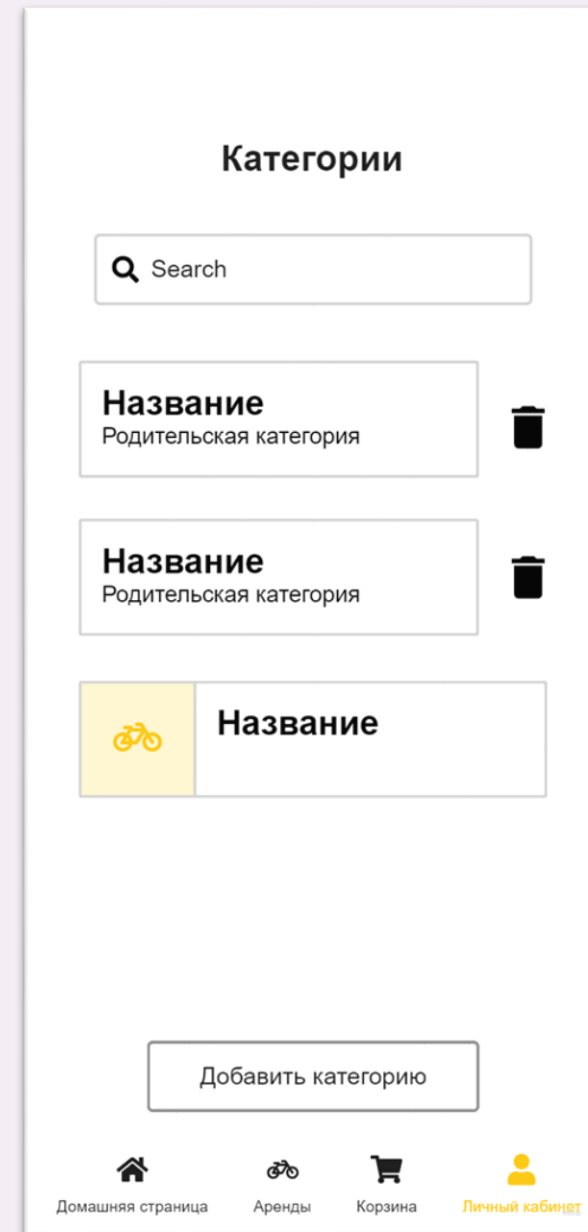 Категории
Search
Название
Родительская категория
Название
Родительская категория
Название
Добавить категорию
Домашняя страница Аренды Корзина Личный кабинет